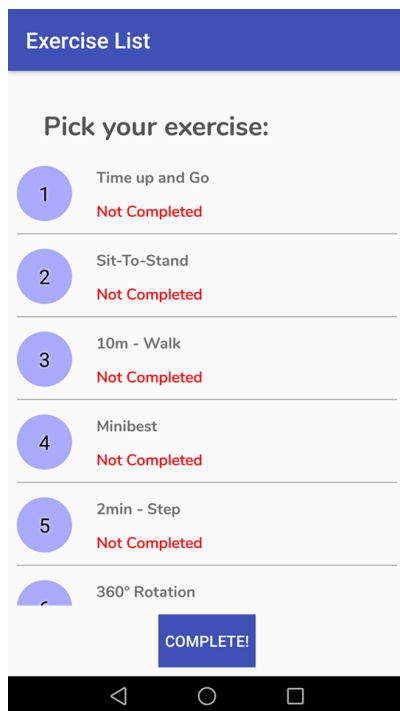 Exercise List
Pick your exercise:
1
Time up and Go
Not Completed
2
Sit-To-Stand
Not Completed
3
10m - Walk
Not Completed
4
Minibest
Not Completed
5
2min - Step
Not Completed
360° Rotation
COMPLETE!